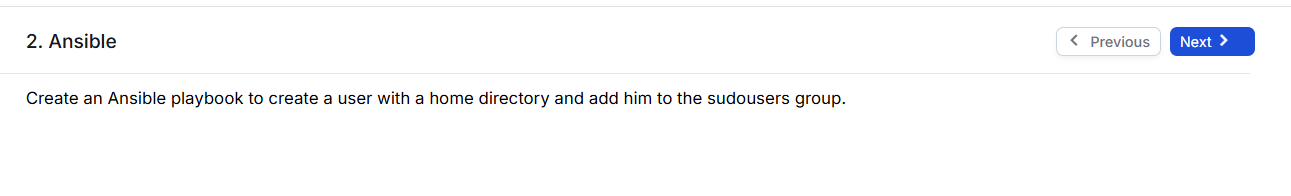 2. Ansible
Previous
Next
Create an Ansible playbook to create a user with a home directory and add him to the sudousers group.